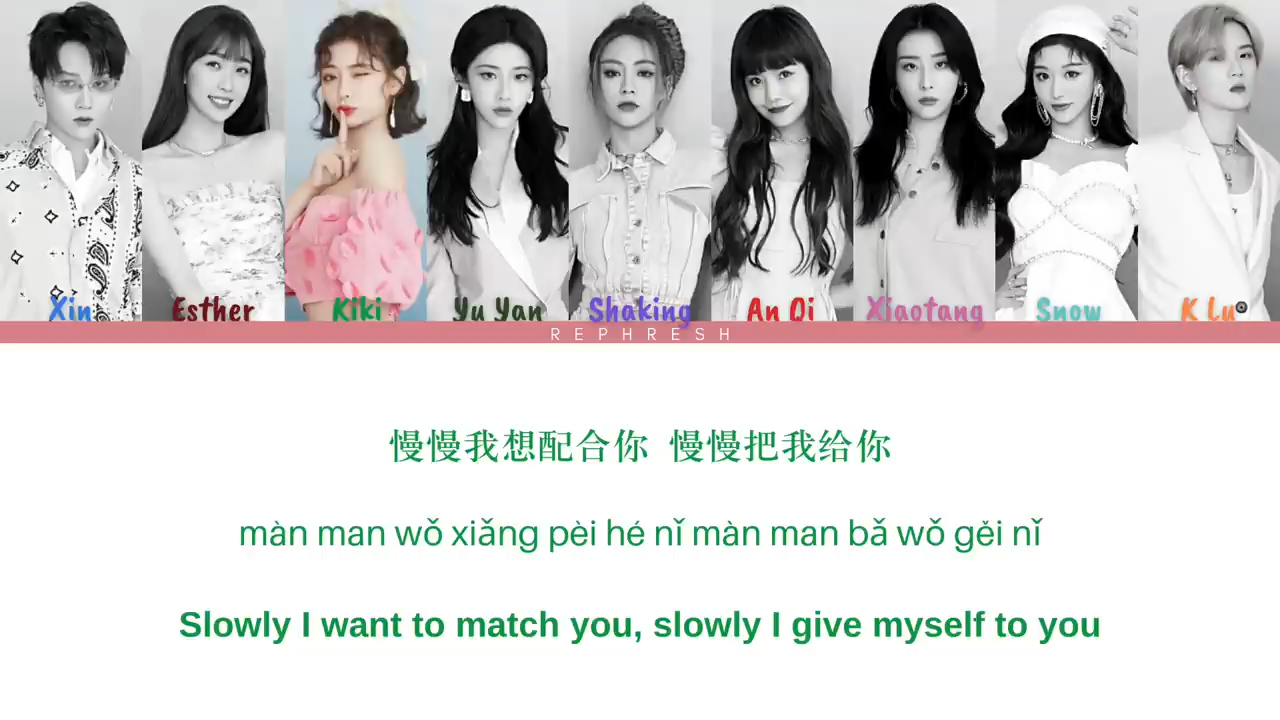 Xin Esther Kiki Yu Yan Shaking An Qi Xiaotang Snow K Lu
REPHRESH
慢慢我想配合你 慢慢把我给你
màn man wǒ xiǎng pèi hé nǐ màn man bǎ wǒ gěi nǐ
Slowly I want to match you, slowly I give myself to you